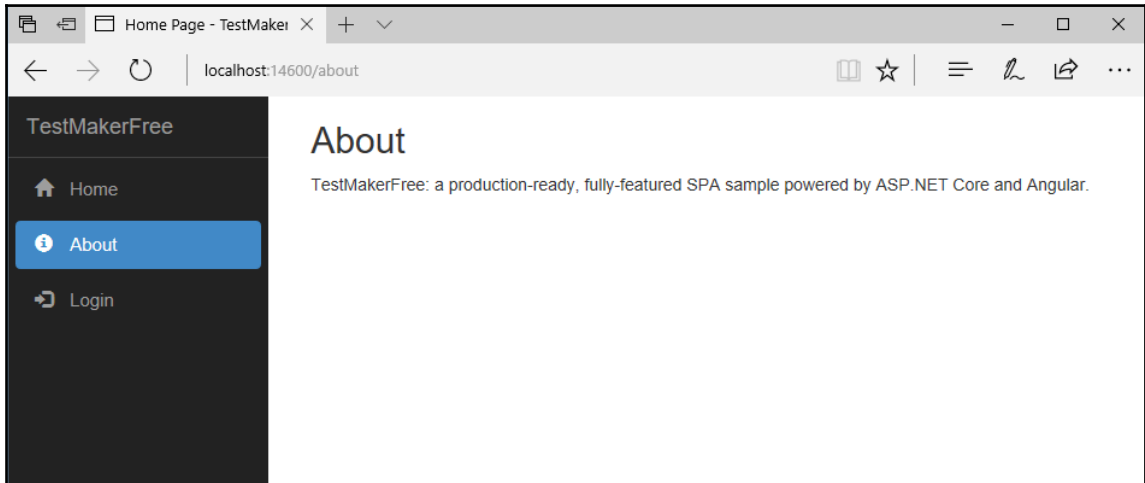 Home Page - TestMaker
localhost:14600/about
TestMakerFree
Home
About
Login
About
TestMakerFree: a production-ready, fully-featured SPA sample powered by ASP.NET Core and Angular.